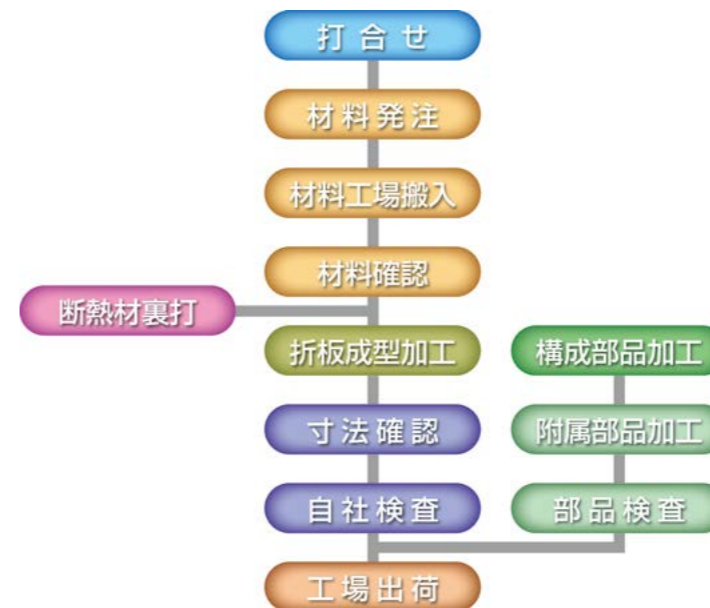 打合せ
材料発注
材料工場搬入
材料確認
断熱材裏打
折板成型加工
構成部品加工
寸法確認
附属部品加工
自社検査
部品検査
工場出荷